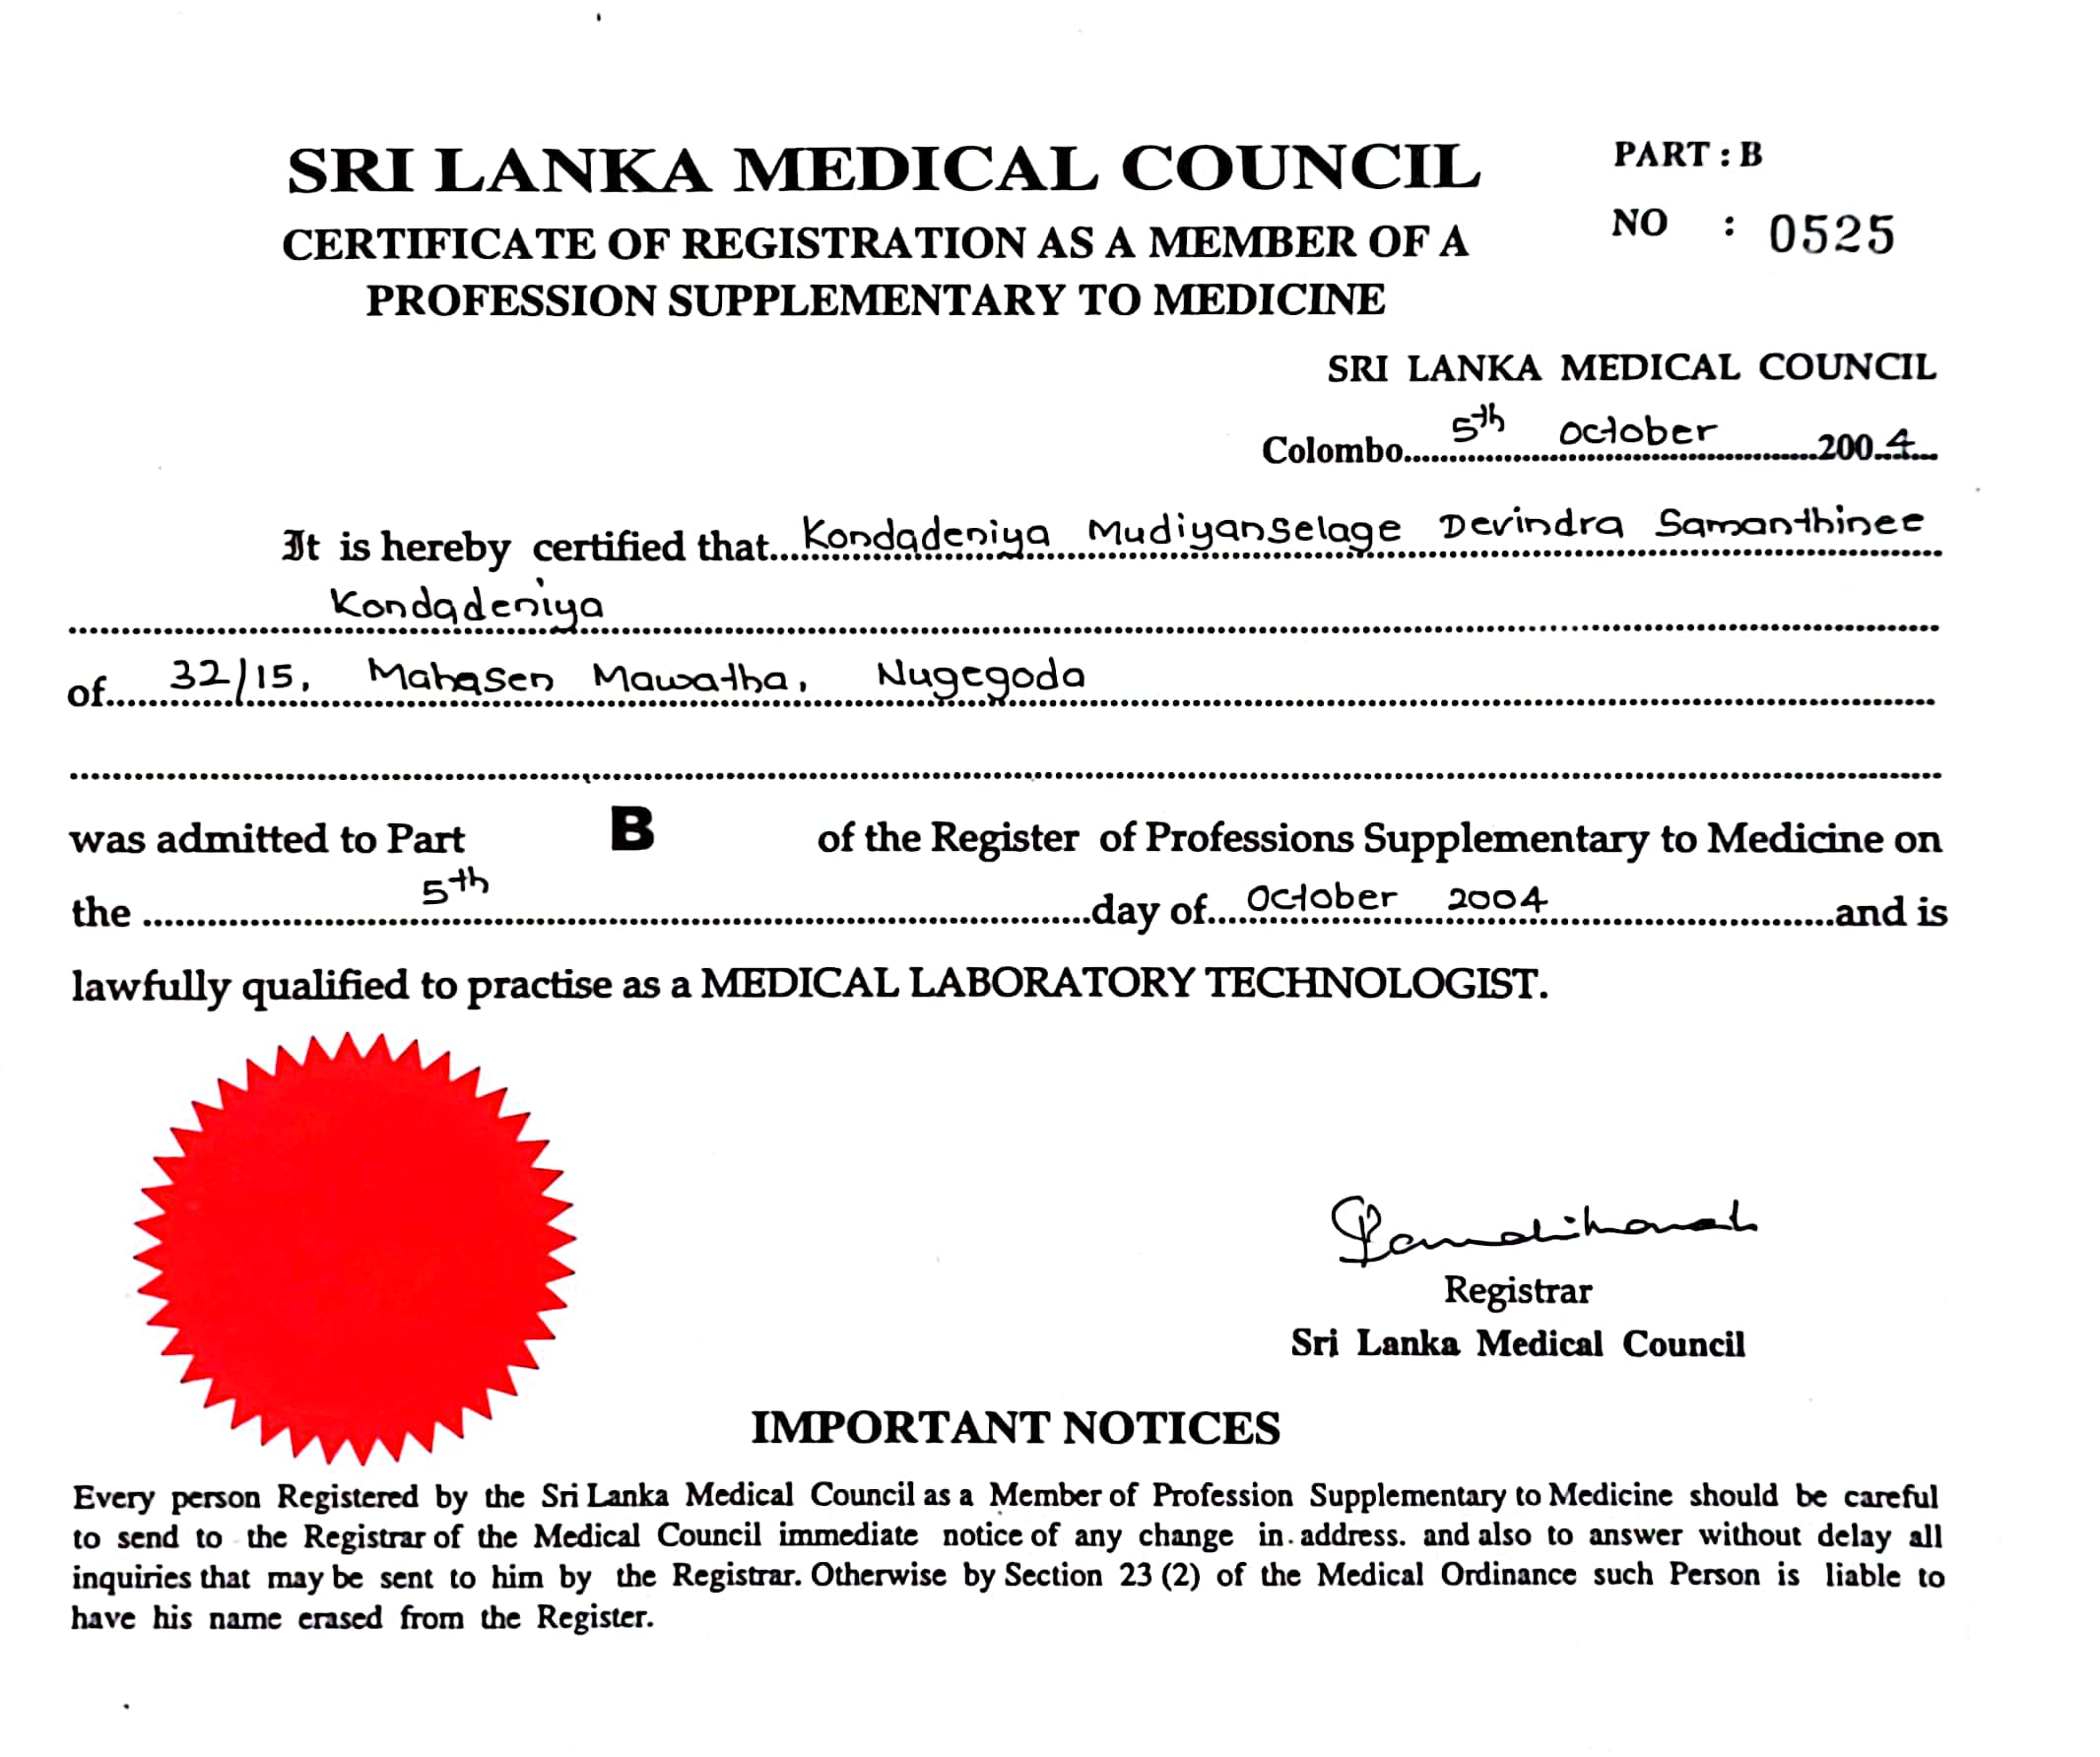 SRI LANKA MEDICAL COUNCIL
CERTIFICATE OF REGISTRATION AS A MEMBER OF A
PROFESSION SUPPLEMENTARY TO MEDICINE
PART : B
NO : 0525
SRI LANKA MEDICAL COUNCIL
Colombo 5th october 2004
It is hereby certified that Kondadeniya Mudiyanselage Devindra Samanthinee
Kondadeniya
of 32/15, Mahasen Mawatha, Nugegoda
was admitted to Part B of the Register of Professions Supplementary to Medicine on
the 5th day of October 2004 and is
lawfully qualified to practise as a MEDICAL LABORATORY TECHNOLOGIST.
Registrar
Sri Lanka Medical Council
IMPORTANT NOTICES
Every person Registered by the Sri Lanka Medical Council as a Member of Profession Supplementary to Medicine should be careful
to send to the Registrar of the Medical Council immediate notice of any change in. address. and also to answer without delay all
inquiries that may be sent to him by the Registrar. Otherwise by Section 23 (2) of the Medical Ordinance such Person is liable to
have his name erased from the Register.